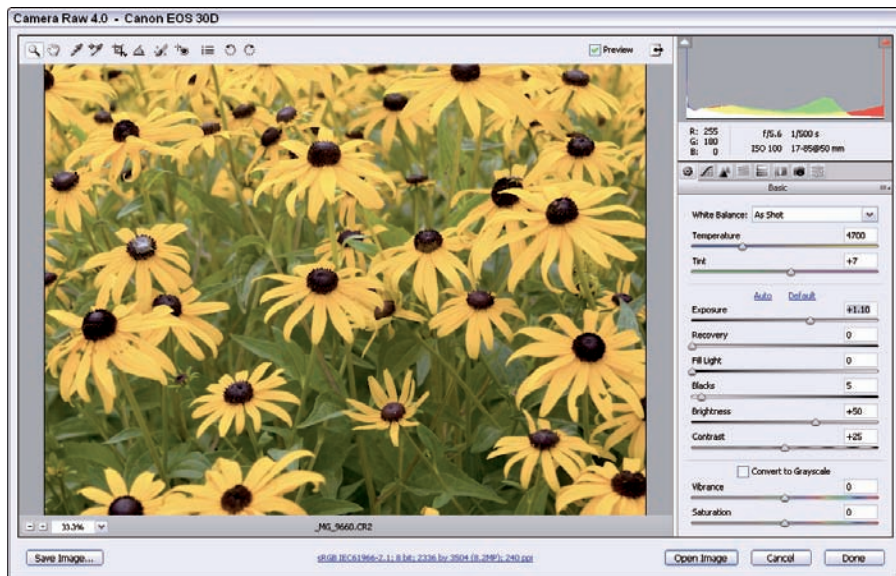 Camera Raw 4.0 - Canon EOS 30D
Preview
R: 255
G: 180
B: 0
f/5.6 1/500 s
ISO 100 17-85@50 mm
Basic
White Balance: As Shot
Temperature 4700
Tint +7
Auto Default
Exposure +1.10
Recovery 0
Fill Light 0
Blacks 5
Brightness +50
Contrast +25
Convert to Grayscale
Vibrance 0
Saturation 0
33.3%
_MG_9660.CR2
Save Image...
sRGB IEC61966-2.1; 8 bit; 2336 by 3504 (8.2MP); 240 ppi
Open Image
Cancel
Done